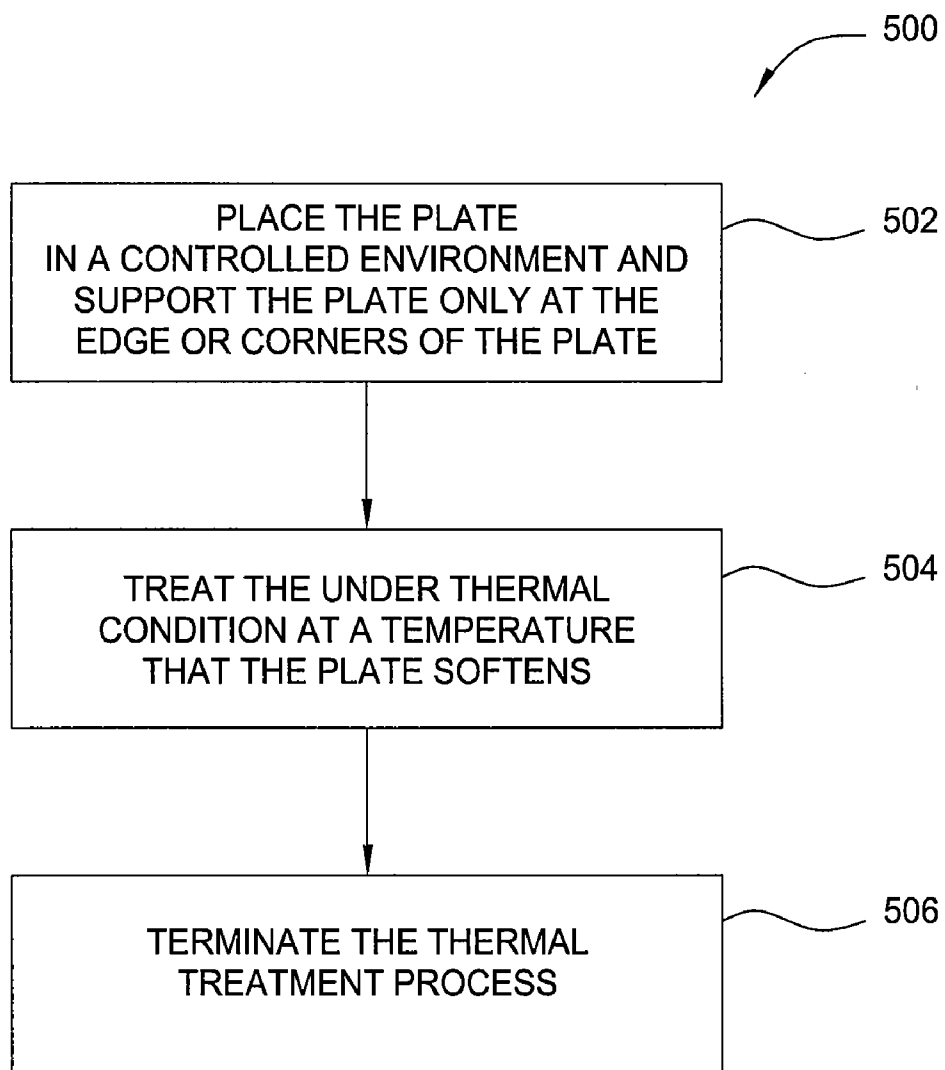 500
PLACE THE PLATE
IN A CONTROLLED ENVIRONMENT AND
SUPPORT THE PLATE ONLY AT THE
EDGE OR CORNERS OF THE PLATE
502
TREAT THE UNDER THERMAL
CONDITION AT A TEMPERATURE
THAT THE PLATE SOFTENS
504
TERMINATE THE THERMAL
TREATMENT PROCESS
506